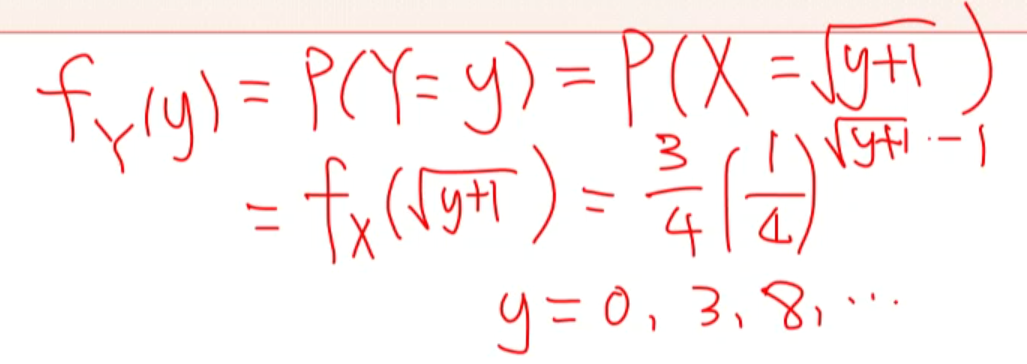 f_Y(y) = P(Y = y) = P(X = √(y+1))
= f_X(√(y+1)) = 3/4 (1/4)^(√(y+1) - 1)
y = 0, 3, 8, ...